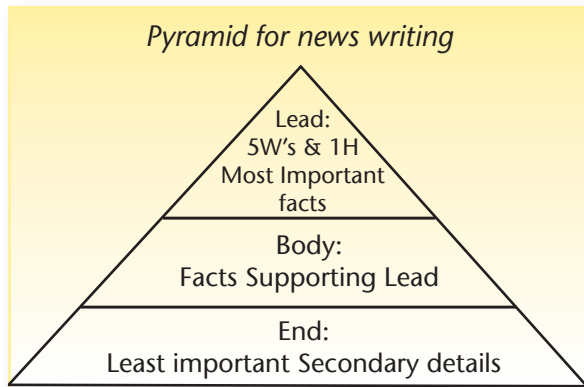 Pyramid for news writing
Lead:
5W's & 1H
Most Important
facts
Body:
Facts Supporting Lead
End:
Least important Secondary details